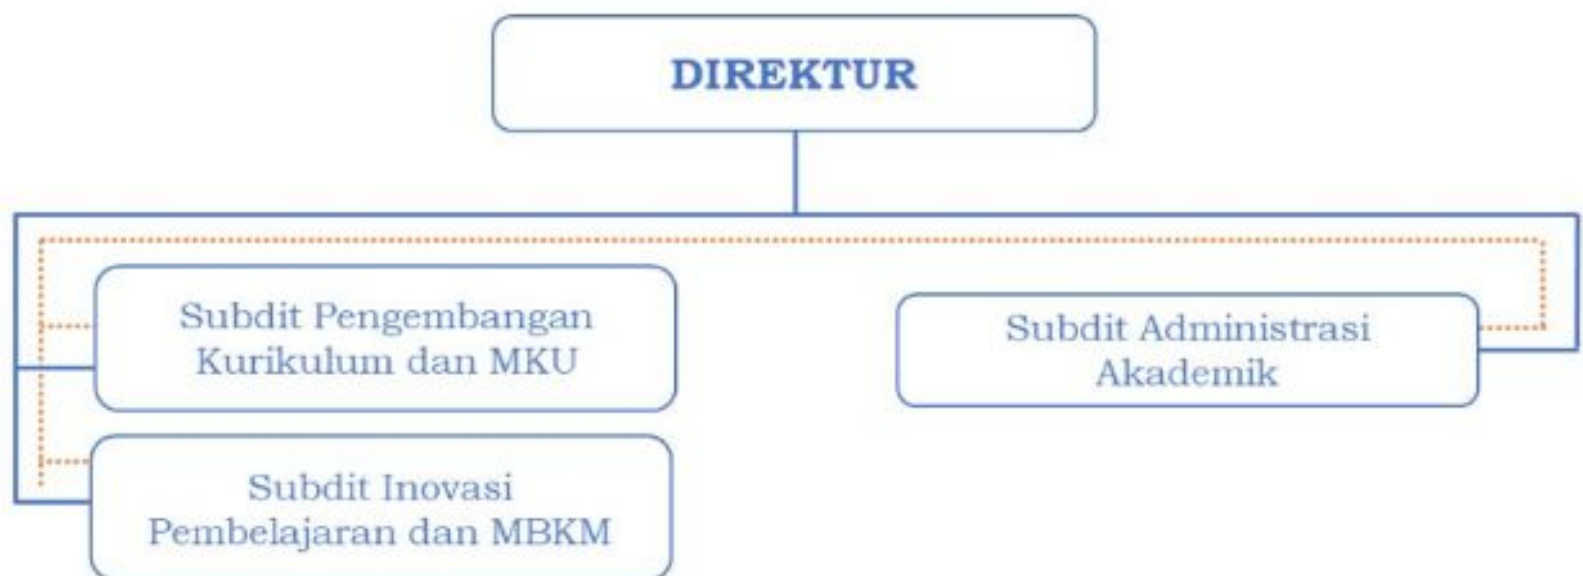 DIREKTUR
Subdit Pengembangan
Kurikulum dan MKU
Subdit Administrasi
Akademik
Subdit Inovasi
Pembelajaran dan MBKM